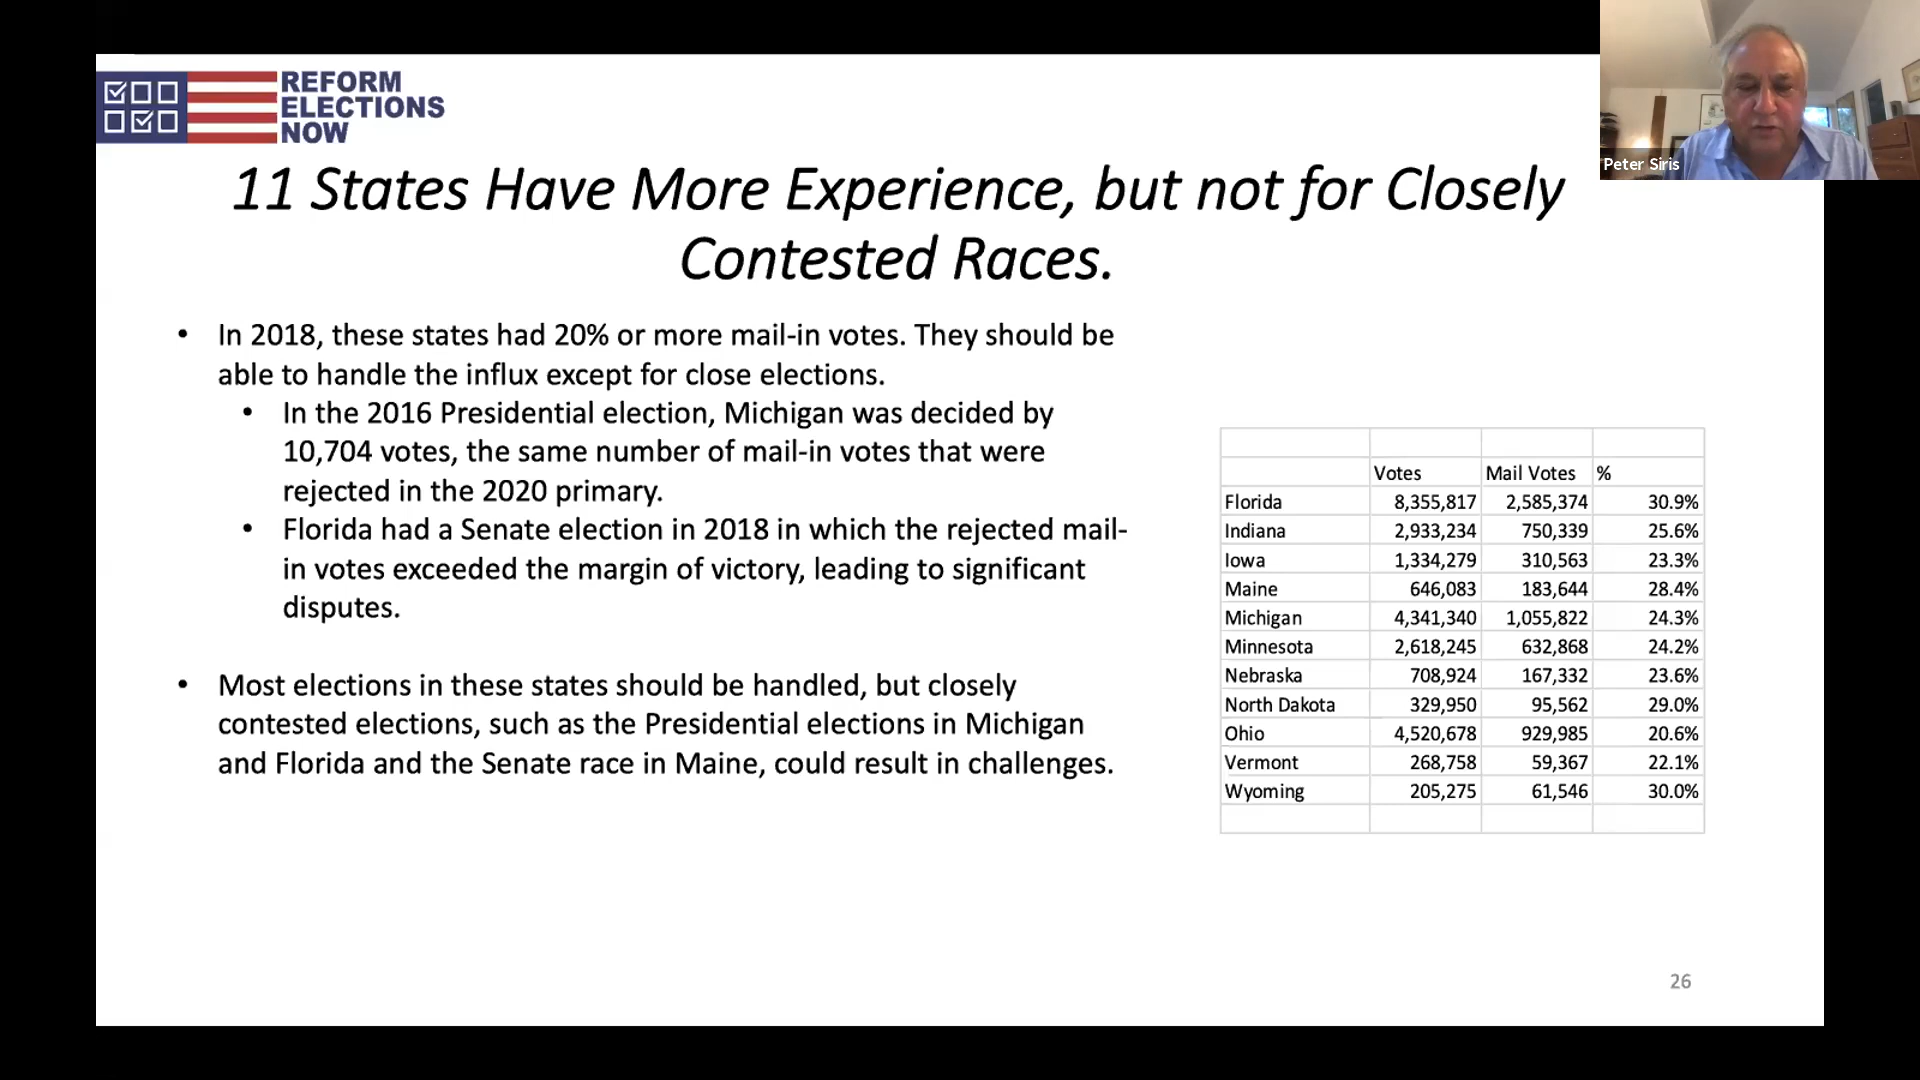 REFORM
ELECTIONS
NOW
Peter Siris
11 States Have More Experience, but not for Closely
Contested Races.
• In 2018, these states had 20% or more mail-in votes. They should be
able to handle the influx except for close elections.
• In the 2016 Presidential election, Michigan was decided by
10,704 votes, the same number of mail-in votes that were
rejected in the 2020 primary.
• Florida had a Senate election in 2018 in which the rejected mail-
in votes exceeded the margin of victory, leading to significant
disputes.
• Most elections in these states should be handled, but closely
contested elections, such as the Presidential elections in Michigan
and Florida and the Senate race in Maine, could result in challenges.
Votes Mail Votes %
Florida 8,355,817 2,585,374 30.9%
Indiana 2,933,234 750,339 25.6%
Iowa 1,334,279 310,563 23.3%
Maine 646,083 183,644 28.4%
Michigan 4,341,340 1,055,822 24.3%
Minnesota 2,618,245 632,868 24.2%
Nebraska 708,924 167,332 23.6%
North Dakota 329,950 95,562 29.0%
Ohio 4,520,678 929,985 20.6%
Vermont 268,758 59,367 22.1%
Wyoming 205,275 61,546 30.0%
26